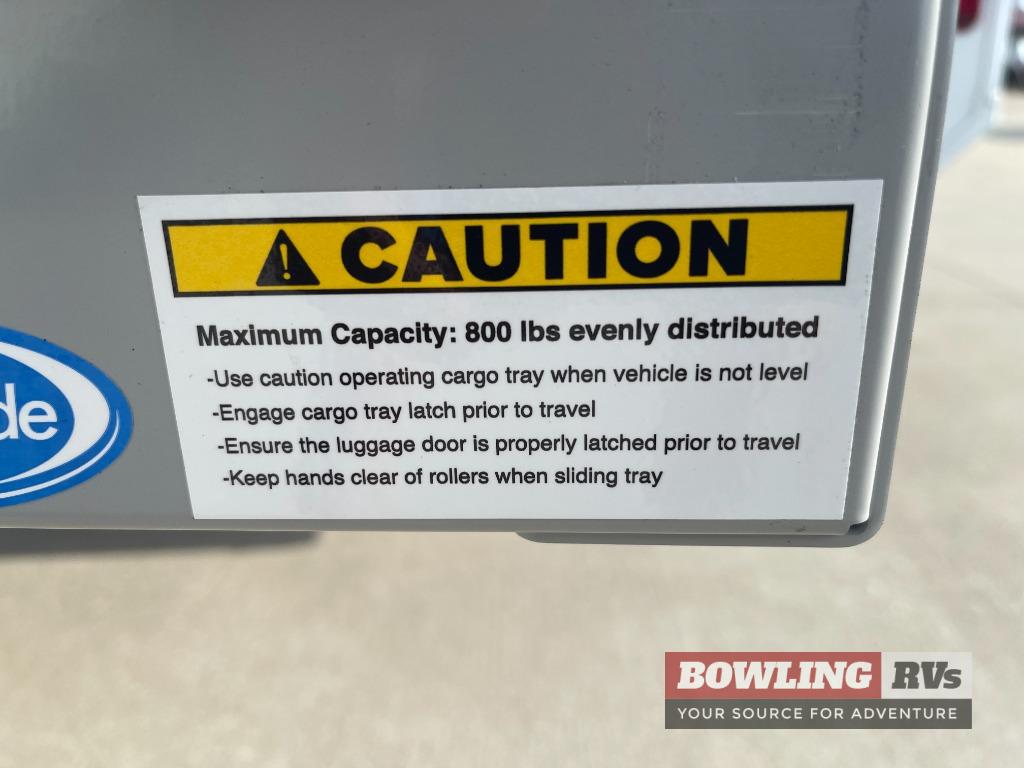 CAUTION
Maximum Capacity: 800 lbs evenly distributed
-Use caution operating cargo tray when vehicle is not level
-Engage cargo tray latch prior to travel
de
-Ensure the luggage door is properly latched prior to travel
-Keep hands clear of rollers when sliding tray
BOWLING RVs
YOUR SOURCE FOR ADVENTURE